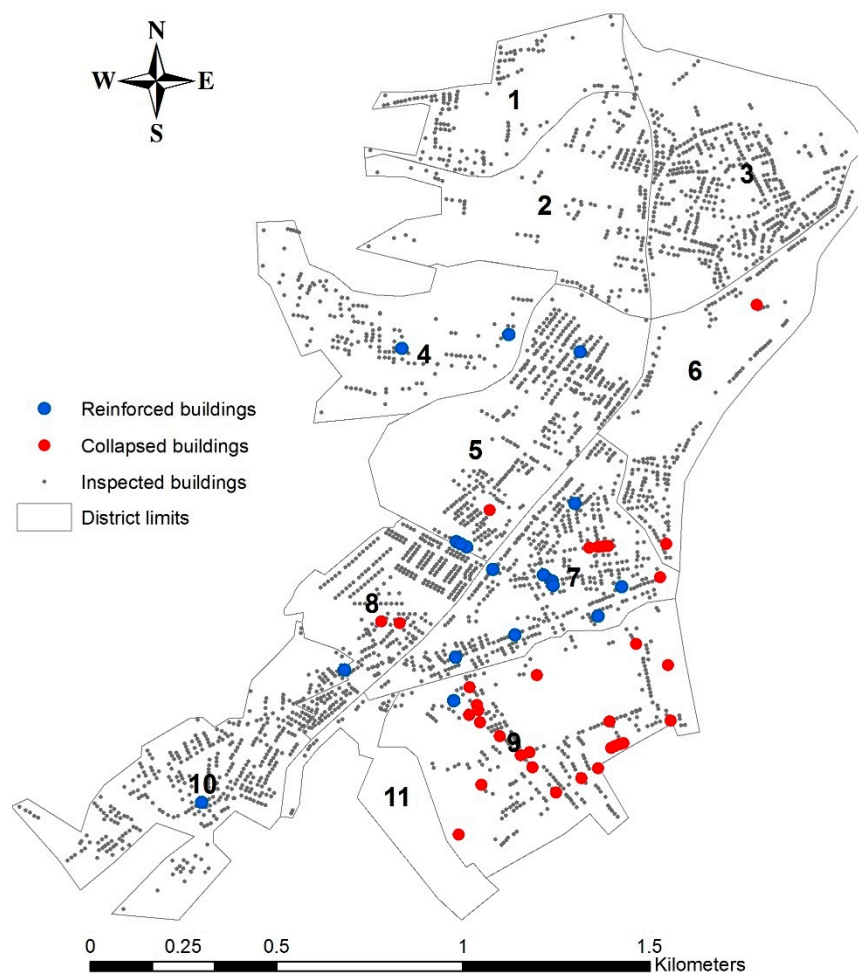 N
W E
S
1
3
2
4
6
5
Reinforced buildings
Collapsed buildings
Inspected buildings
District limits
7
8
9
10
11
0 0.25 0.5 1 1.5
Kilometers